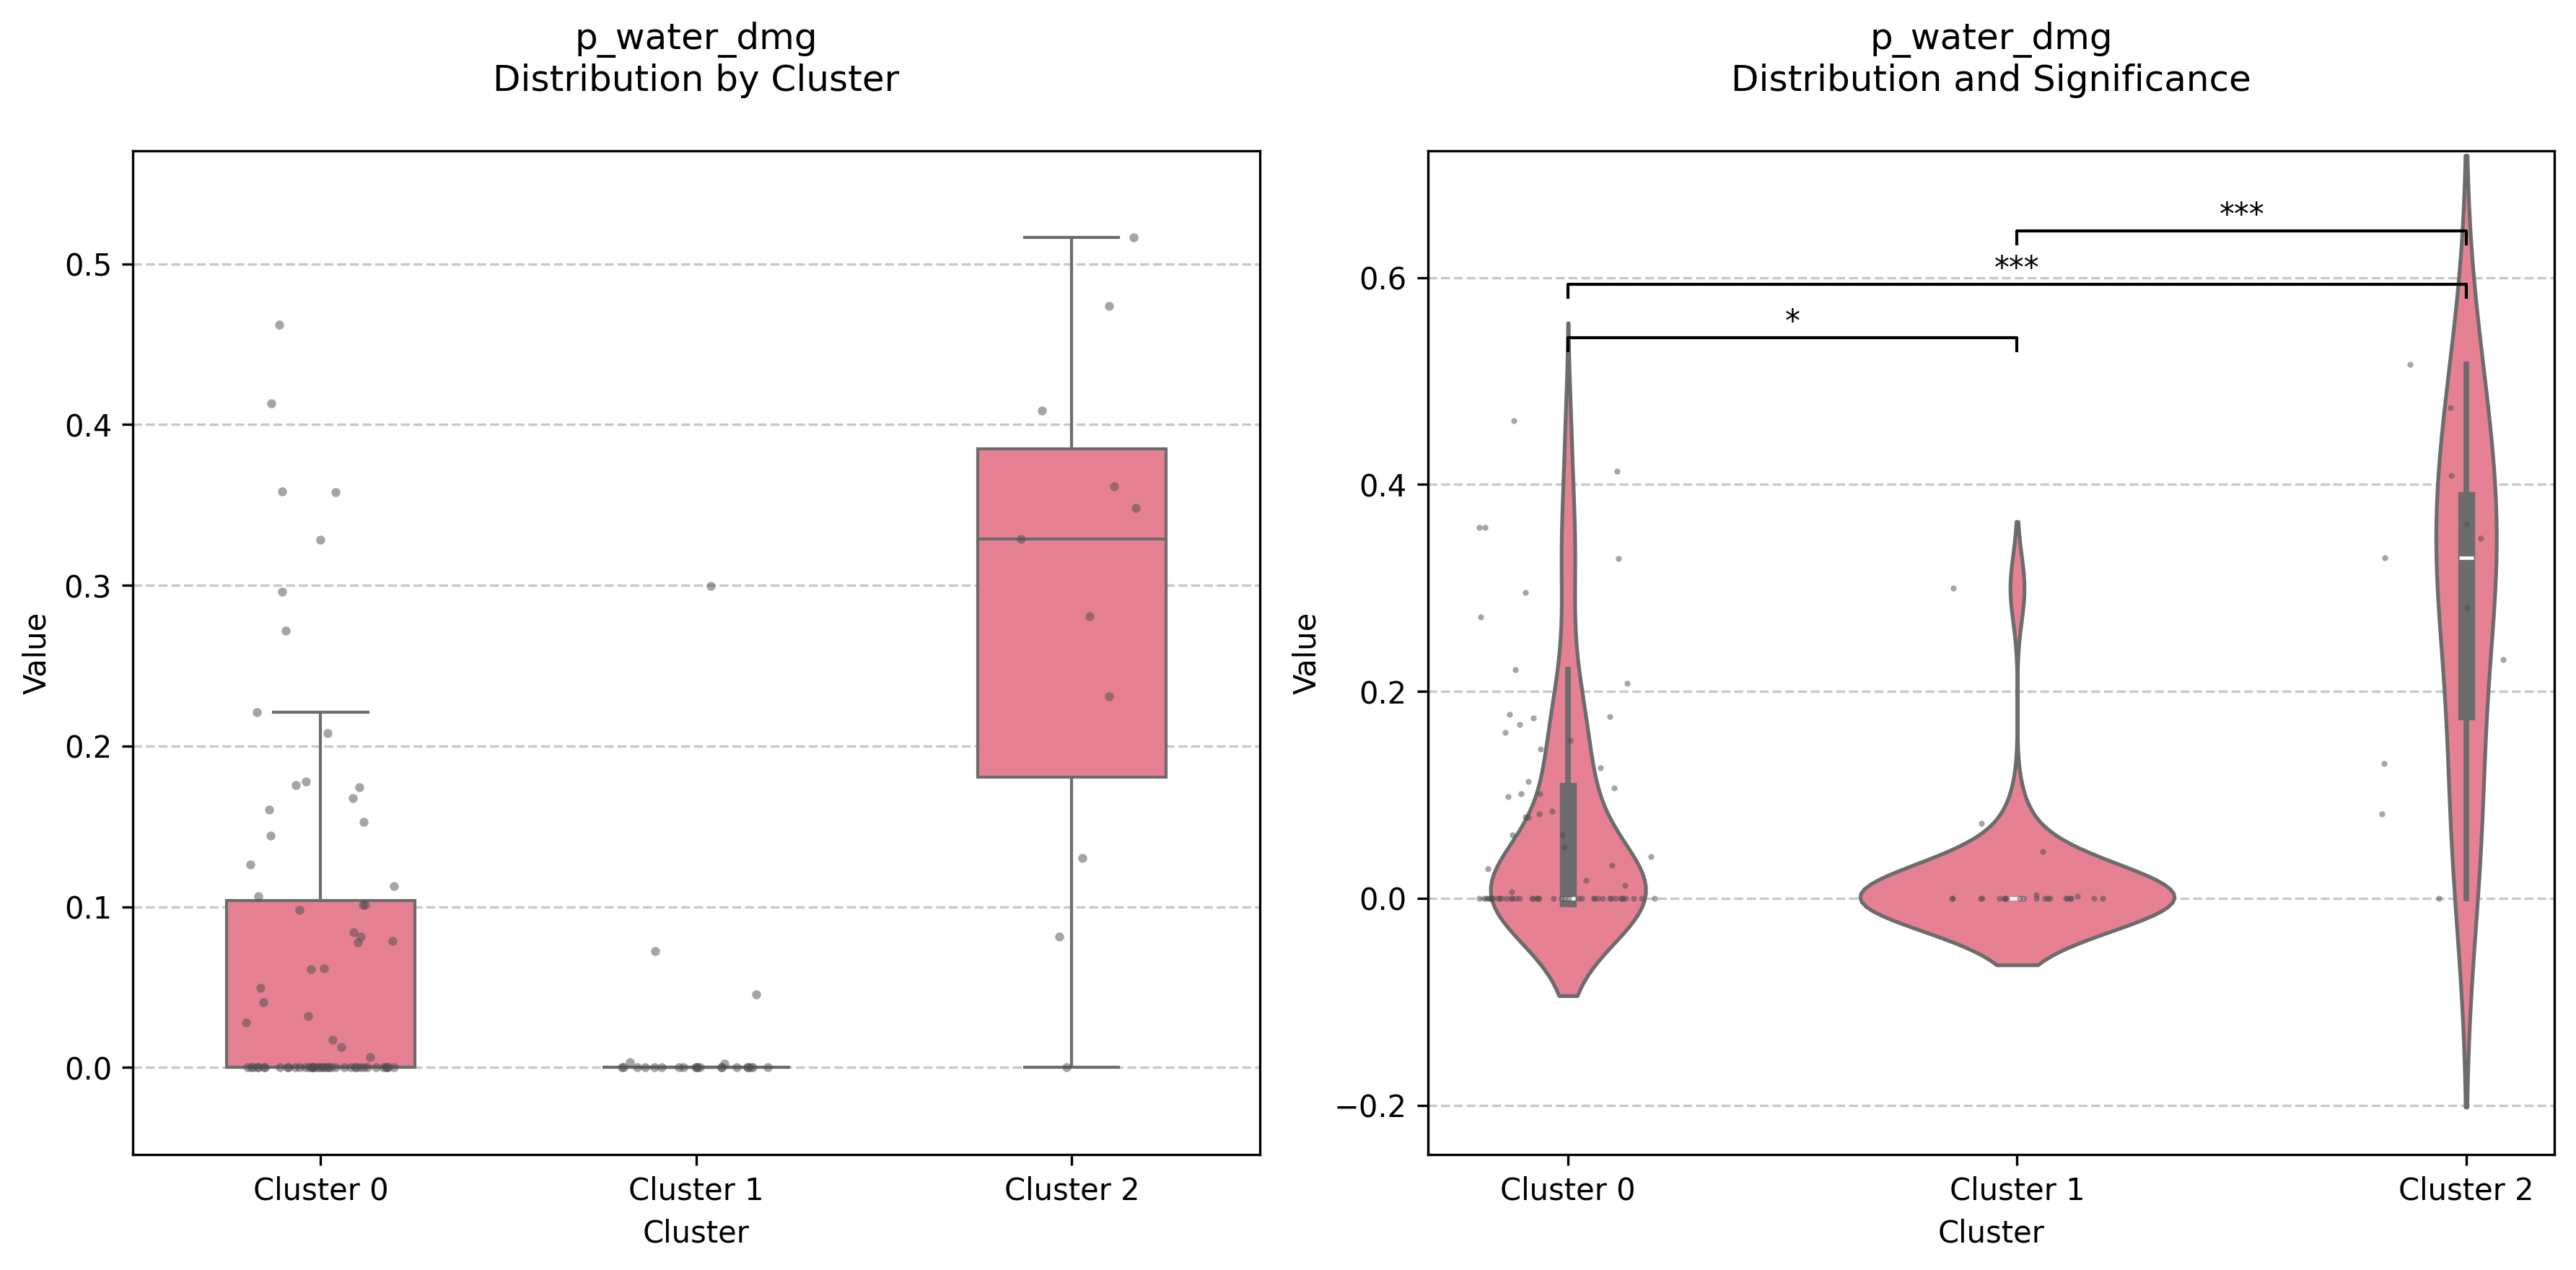 p_water_dmg
Distribution by Cluster
Value
0.5
0.4
0.3
0.2
0.1
0.0
Cluster 0
Cluster 1
Cluster 2
Cluster
p_water_dmg
Distribution and Significance
Value
0.6
0.4
0.2
0.0
−0.2
***
***
*
Cluster 0
Cluster 1
Cluster 2
Cluster